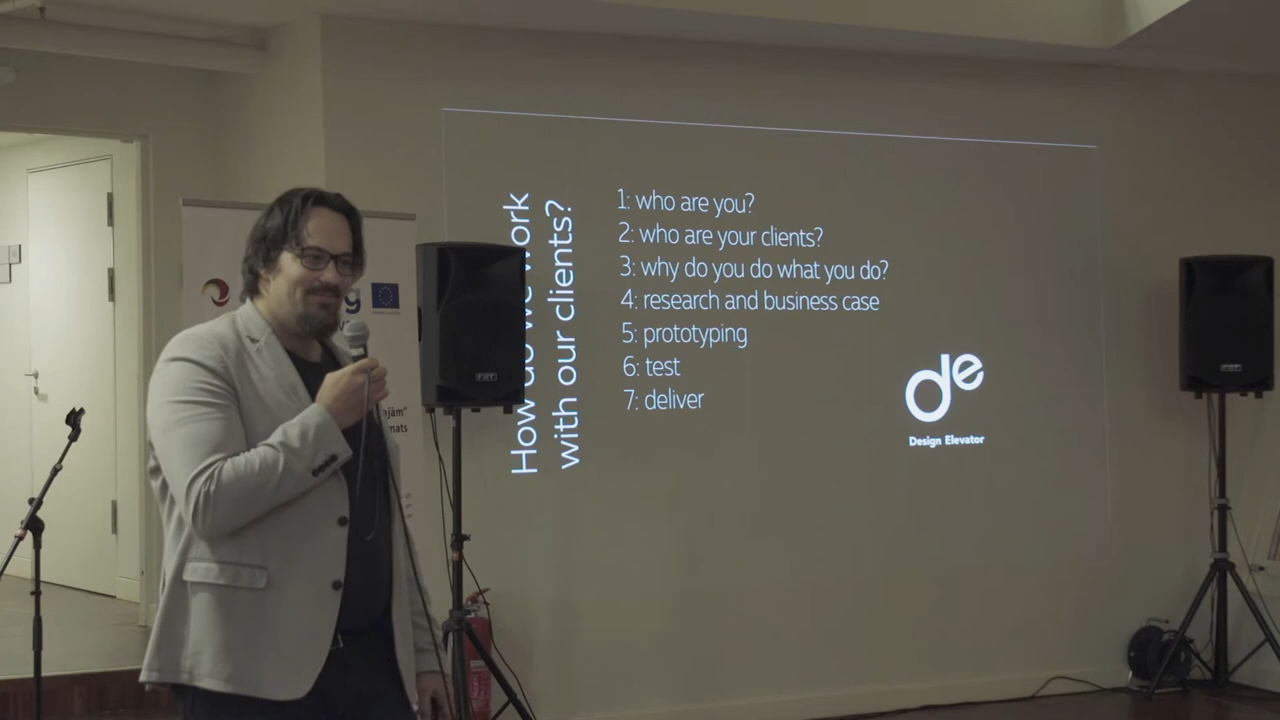 How do we work
with our clients?
1: who are you?
2: who are your clients?
3: why do you do what you do?
4: research and business case
5: prototyping
6: test
7: deliver
de
Design Elevator
FBT
FBT